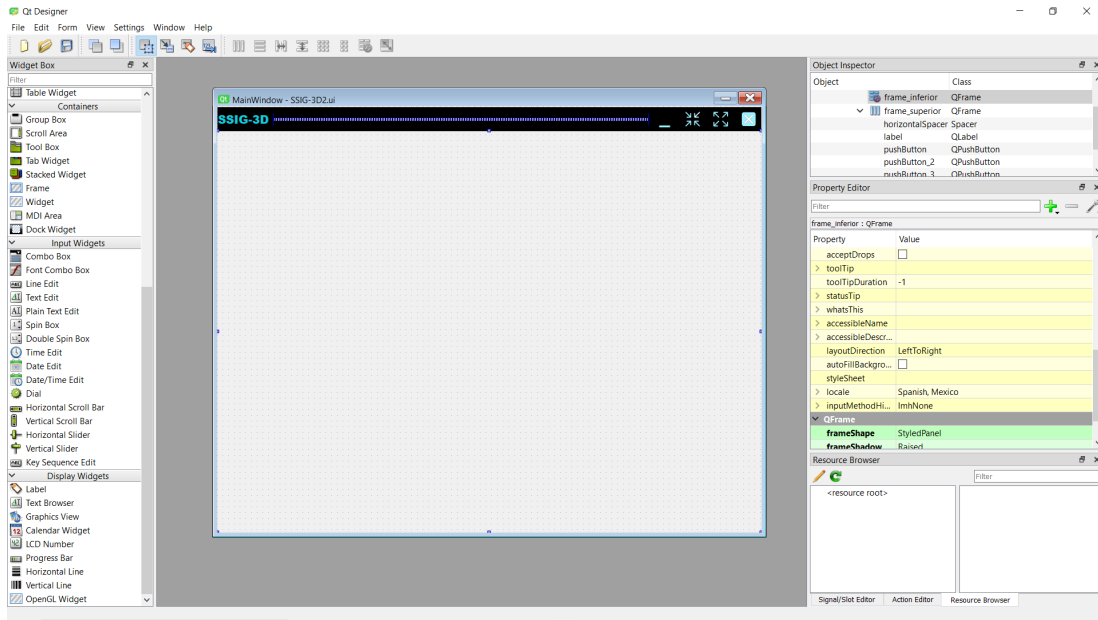 Qt Designer
File Edit Form View Settings Window Help
Widget Box
Filter
Table Widget
Containers
Group Box
Scroll Area
Tool Box
Tab Widget
Stacked Widget
Frame
Widget
MDI Area
Dock Widget
Input Widgets
Combo Box
Font Combo Box
Line Edit
Text Edit
Plain Text Edit
Spin Box
Double Spin Box
Time Edit
Date Edit
Date/Time Edit
Dial
Horizontal Scroll Bar
Vertical Scroll Bar
Horizontal Slider
Vertical Slider
Key Sequence Edit
Display Widgets
Label
Text Browser
Graphics View
Calendar Widget
LCD Number
Progress Bar
Horizontal Line
Vertical Line
OpenGL Widget
MainWindow - SSIG-3D2.ui
SSIG-3D
Object Inspector
Object Class
frame_inferior QFrame
frame_superior QFrame
horizontalSpacer Spacer
label QLabel
pushButton QPushButton
pushButton_2 QPushButton
pushButton_3 QPushButton
Property Editor
Filter
frame_inferior : QFrame
Property Value
acceptDrops
toolTip
toolTipDuration -1
statusTip
whatsThis
accessibleName
accessibleDescr...
layoutDirection LeftToRight
autoFillBackgro...
styleSheet
locale Spanish, Mexico
inputMethodHi... ImhNone
QFrame
frameShape StyledPanel
frameShadow Raised
Resource Browser
Filter
<resource root>
Signal/Slot Editor Action Editor Resource Browser